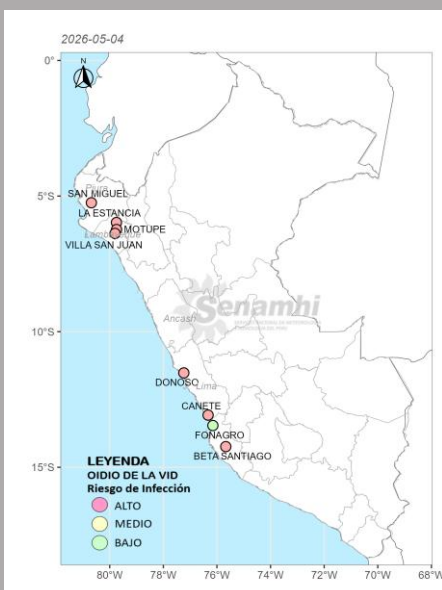 2026-05-04
N
0°
5°S
10°S
15°S
SAN MIGUEL
Piura
LA ESTANCIA
MOTUPE
VILLA SAN JUAN
Senamhi
Ancash
DONOSO
Lima
CANETE
FONAGRO
BETA SANTIAGO
LEYENDA
OIDIO DE LA VID
Riesgo de Infección
ALTO
MEDIO
BAJO
80°W 78°W 76°W 74°W 72°W 70°W 68°W